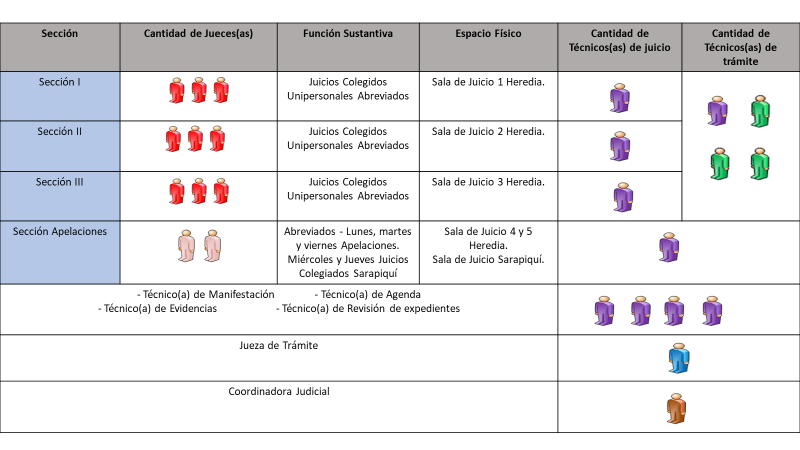 Sección
Cantidad de Jueces(as)
Función Sustantiva
Espacio Físico
Cantidad de
Técnicos(as) de juicio
Cantidad de
Técnicos(as) de
trámite
Sección I
Juicios Colegidos
Unipersonales Abreviados
Sala de Juicio 1 Heredia.
Sección II
Juicios Colegidos
Unipersonales Abreviados
Sala de Juicio 2 Heredia.
Sección III
Juicios Colegidos
Unipersonales Abreviados
Sala de Juicio 3 Heredia.
Sección Apelaciones
Abreviados - Lunes, martes
y viernes Apelaciones.
Miércoles y Jueves Juicios
Colegiados Sarapiquí
Sala de Juicio 4 y 5
Heredia.
Sala de Juicio Sarapiquí.
- Técnico(a) de Manifestación - Técnico(a) de Agenda
- Técnico(a) de Evidencias - Técnico(a) de Revisión de expedientes
Jueza de Trámite
Coordinadora Judicial